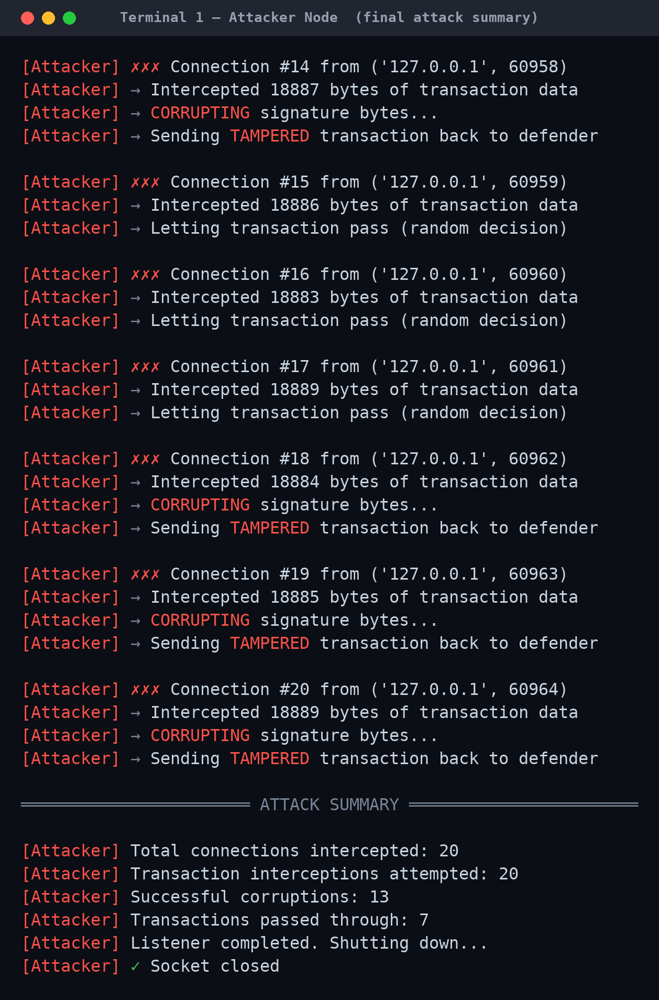 Terminal 1 — Attacker Node  (final attack summary)
[Attacker] ✗✗✗ Connection #14 from ('127.0.0.1', 60958)
[Attacker] → Intercepted 18887 bytes of transaction data
[Attacker] → CORRUPTING signature bytes...
[Attacker] → Sending TAMPERED transaction back to defender
[Attacker] ✗✗✗ Connection #15 from ('127.0.0.1', 60959)
[Attacker] → Intercepted 18886 bytes of transaction data
[Attacker] → Letting transaction pass (random decision)
[Attacker] ✗✗✗ Connection #16 from ('127.0.0.1', 60960)
[Attacker] → Intercepted 18883 bytes of transaction data
[Attacker] → Letting transaction pass (random decision)
[Attacker] ✗✗✗ Connection #17 from ('127.0.0.1', 60961)
[Attacker] → Intercepted 18889 bytes of transaction data
[Attacker] → Letting transaction pass (random decision)
[Attacker] ✗✗✗ Connection #18 from ('127.0.0.1', 60962)
[Attacker] → Intercepted 18884 bytes of transaction data
[Attacker] → CORRUPTING signature bytes...
[Attacker] → Sending TAMPERED transaction back to defender
[Attacker] ✗✗✗ Connection #19 from ('127.0.0.1', 60963)
[Attacker] → Intercepted 18885 bytes of transaction data
[Attacker] → CORRUPTING signature bytes...
[Attacker] → Sending TAMPERED transaction back to defender
[Attacker] ✗✗✗ Connection #20 from ('127.0.0.1', 60964)
[Attacker] → Intercepted 18889 bytes of transaction data
[Attacker] → CORRUPTING signature bytes...
[Attacker] → Sending TAMPERED transaction back to defender
═══════════════════════ ATTACK SUMMARY ═══════════════════════
[Attacker] Total connections intercepted: 20
[Attacker] Transaction interceptions attempted: 20
[Attacker] Successful corruptions: 13
[Attacker] Transactions passed through: 7
[Attacker] Listener completed. Shutting down...
[Attacker] ✓ Socket closed